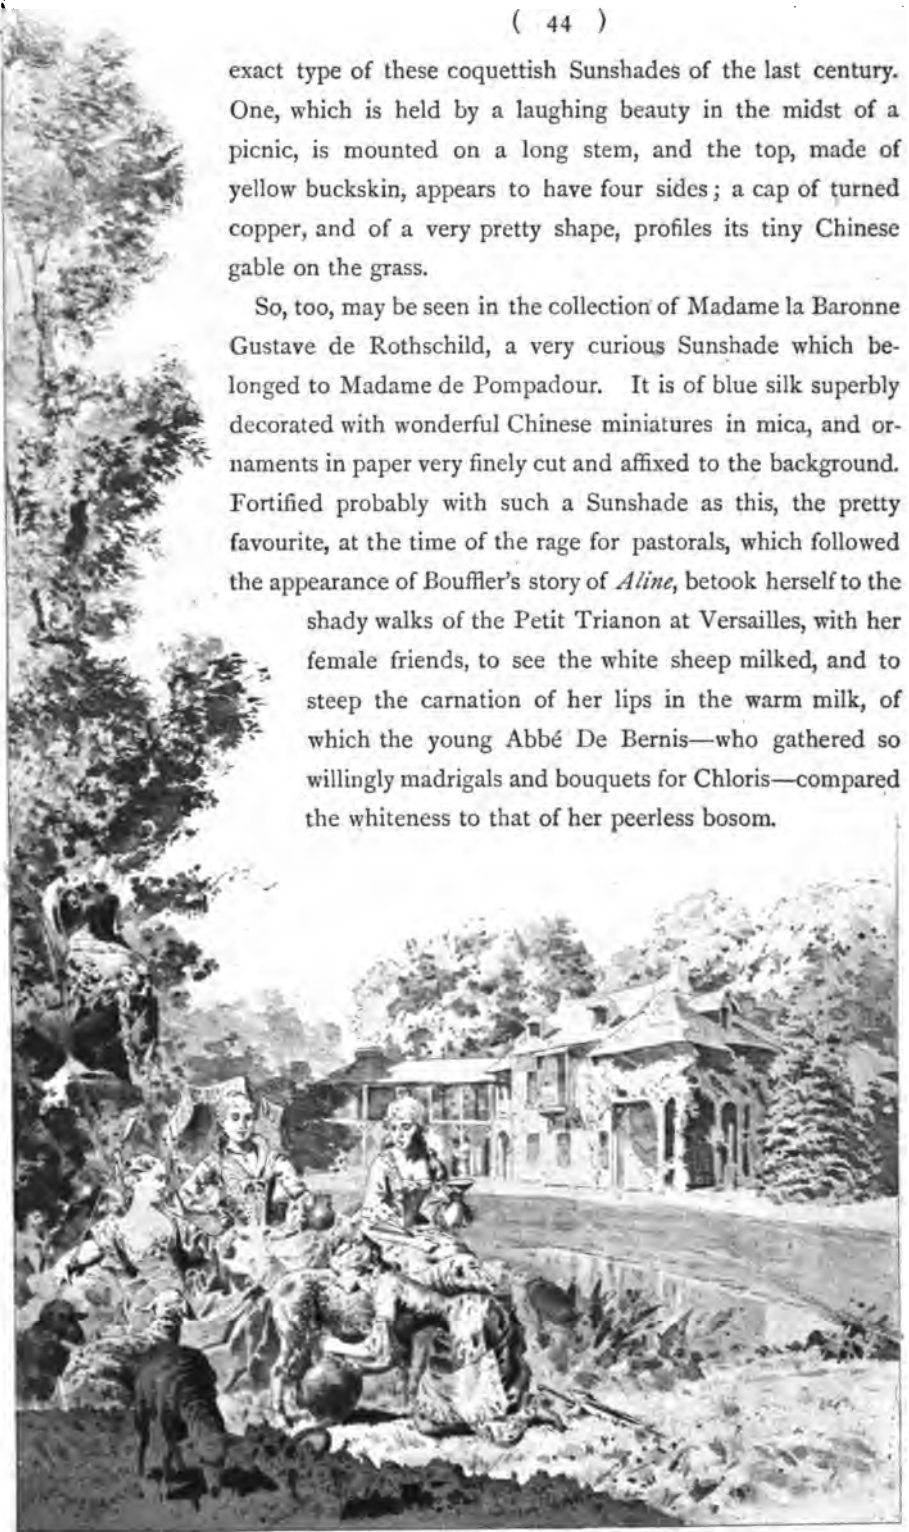 ( 44 )
exact type of these coquettish Sunshades of the last century.
One, which is held by a laughing beauty in the midst of a
picnic, is mounted on a long stem, and the top, made of
yellow buckskin, appears to have four sides; a cap of turned
copper, and of a very pretty shape, profiles its tiny Chinese
gable on the grass.
So, too, may be seen in the collection of Madame la Baronne
Gustave de Rothschild, a very curious Sunshade which be-
longed to Madame de Pompadour. It is of blue silk superbly
decorated with wonderful Chinese miniatures in mica, and or-
naments in paper very finely cut and affixed to the background.
Fortified probably with such a Sunshade as this, the pretty
favourite, at the time of the rage for pastorals, which followed
the appearance of Bouffler's story of Aline, betook herself to the
shady walks of the Petit Trianon at Versailles, with her
female friends, to see the white sheep milked, and to
steep the carnation of her lips in the warm milk, of
which the young Abbé De Bernis—who gathered so
willingly madrigals and bouquets for Chloris—compared
the whiteness to that of her peerless bosom.